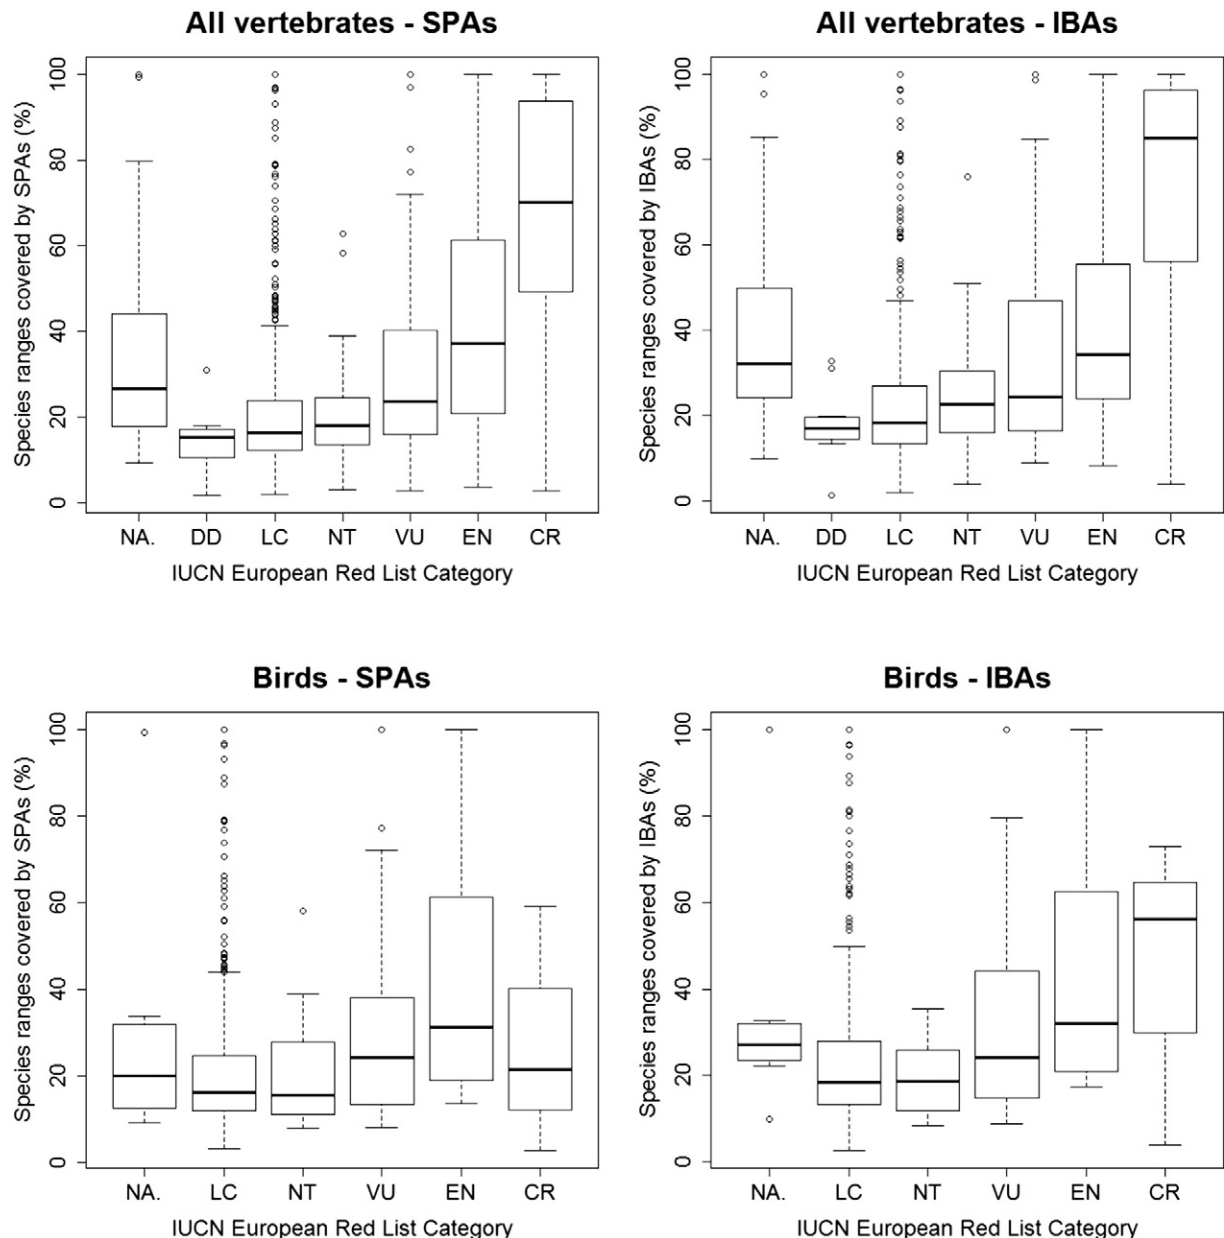 All vertebrates - SPAs
Species ranges covered by SPAs (%)
100
80
60
40
20
0
NA. DD LC NT VU EN CR
IUCN European Red List Category
All vertebrates - IBAs
Species ranges covered by IBAs (%)
100
80
60
40
20
0
NA. DD LC NT VU EN CR
IUCN European Red List Category
Birds - SPAs
Species ranges covered by SPAs (%)
100
80
60
40
20
0
NA. LC NT VU EN CR
IUCN European Red List Category
Birds - IBAs
Species ranges covered by IBAs (%)
100
80
60
40
20
0
NA. LC NT VU EN CR
IUCN European Red List Category